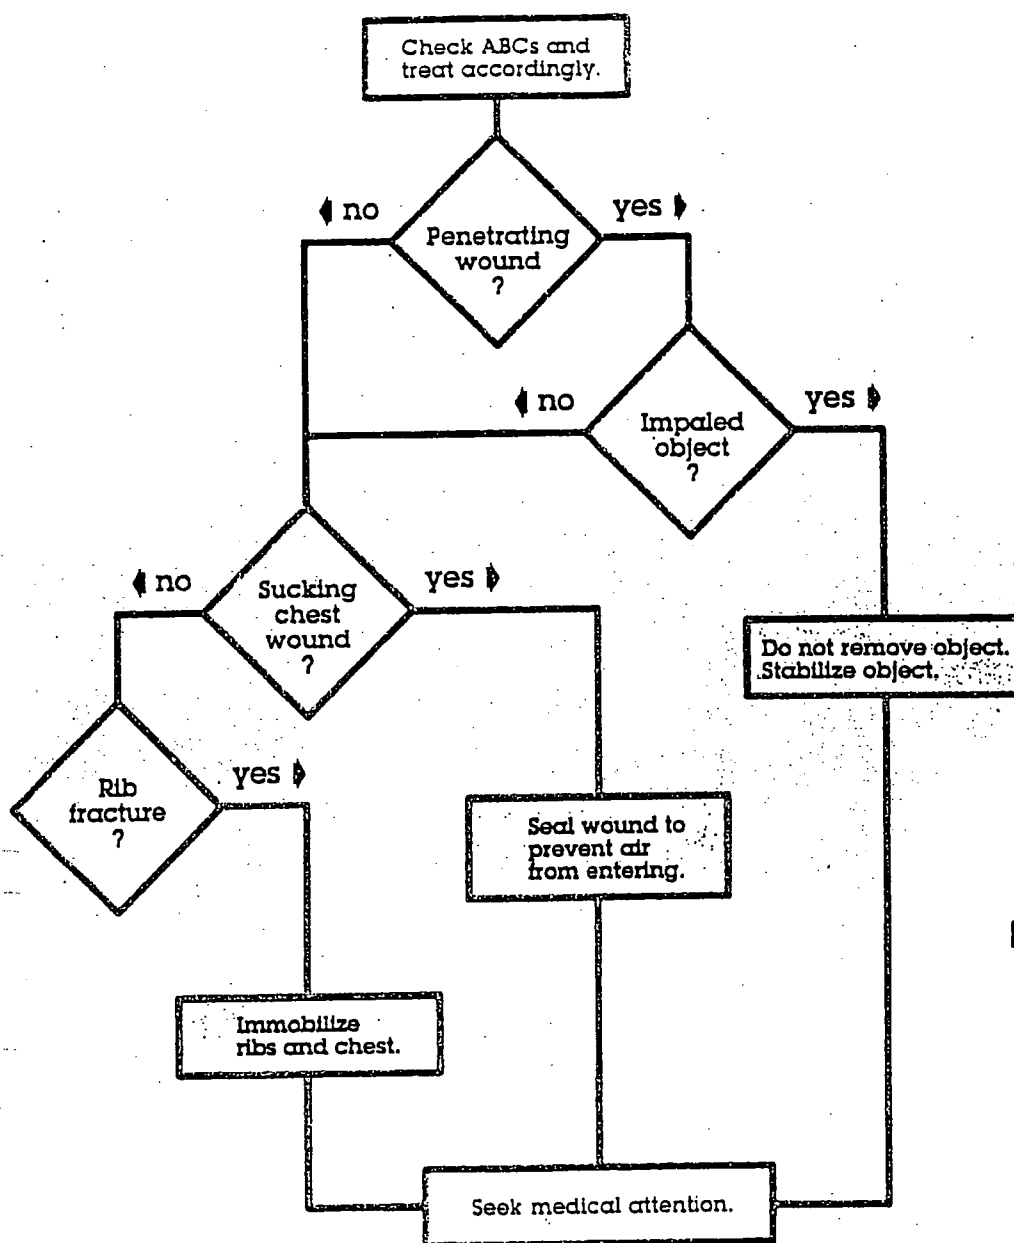 Check ABCs and
treat accordingly.
no
yes
Penetrating
wound
?
no
yes
Impaled
object
?
no
yes
Sucking
chest
wound
?
Do not remove object.
Stabilize object.
yes
Rib
fracture
?
Seal wound to
prevent air
from entering.
Immobilize
ribs and chest.
Seek medical attention.